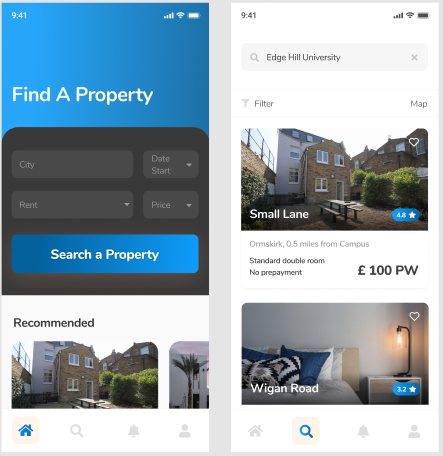 9:41
Find A Property
City
Date
Start
Rent
Price
Search a Property
Recommended
9:41
Edge Hill University
Filter
Map
Small Lane
4.8
Ormskirk, 0.5 miles from Campus
Standard double room
No prepayment
£ 100 PW
Wigan Road
3.2